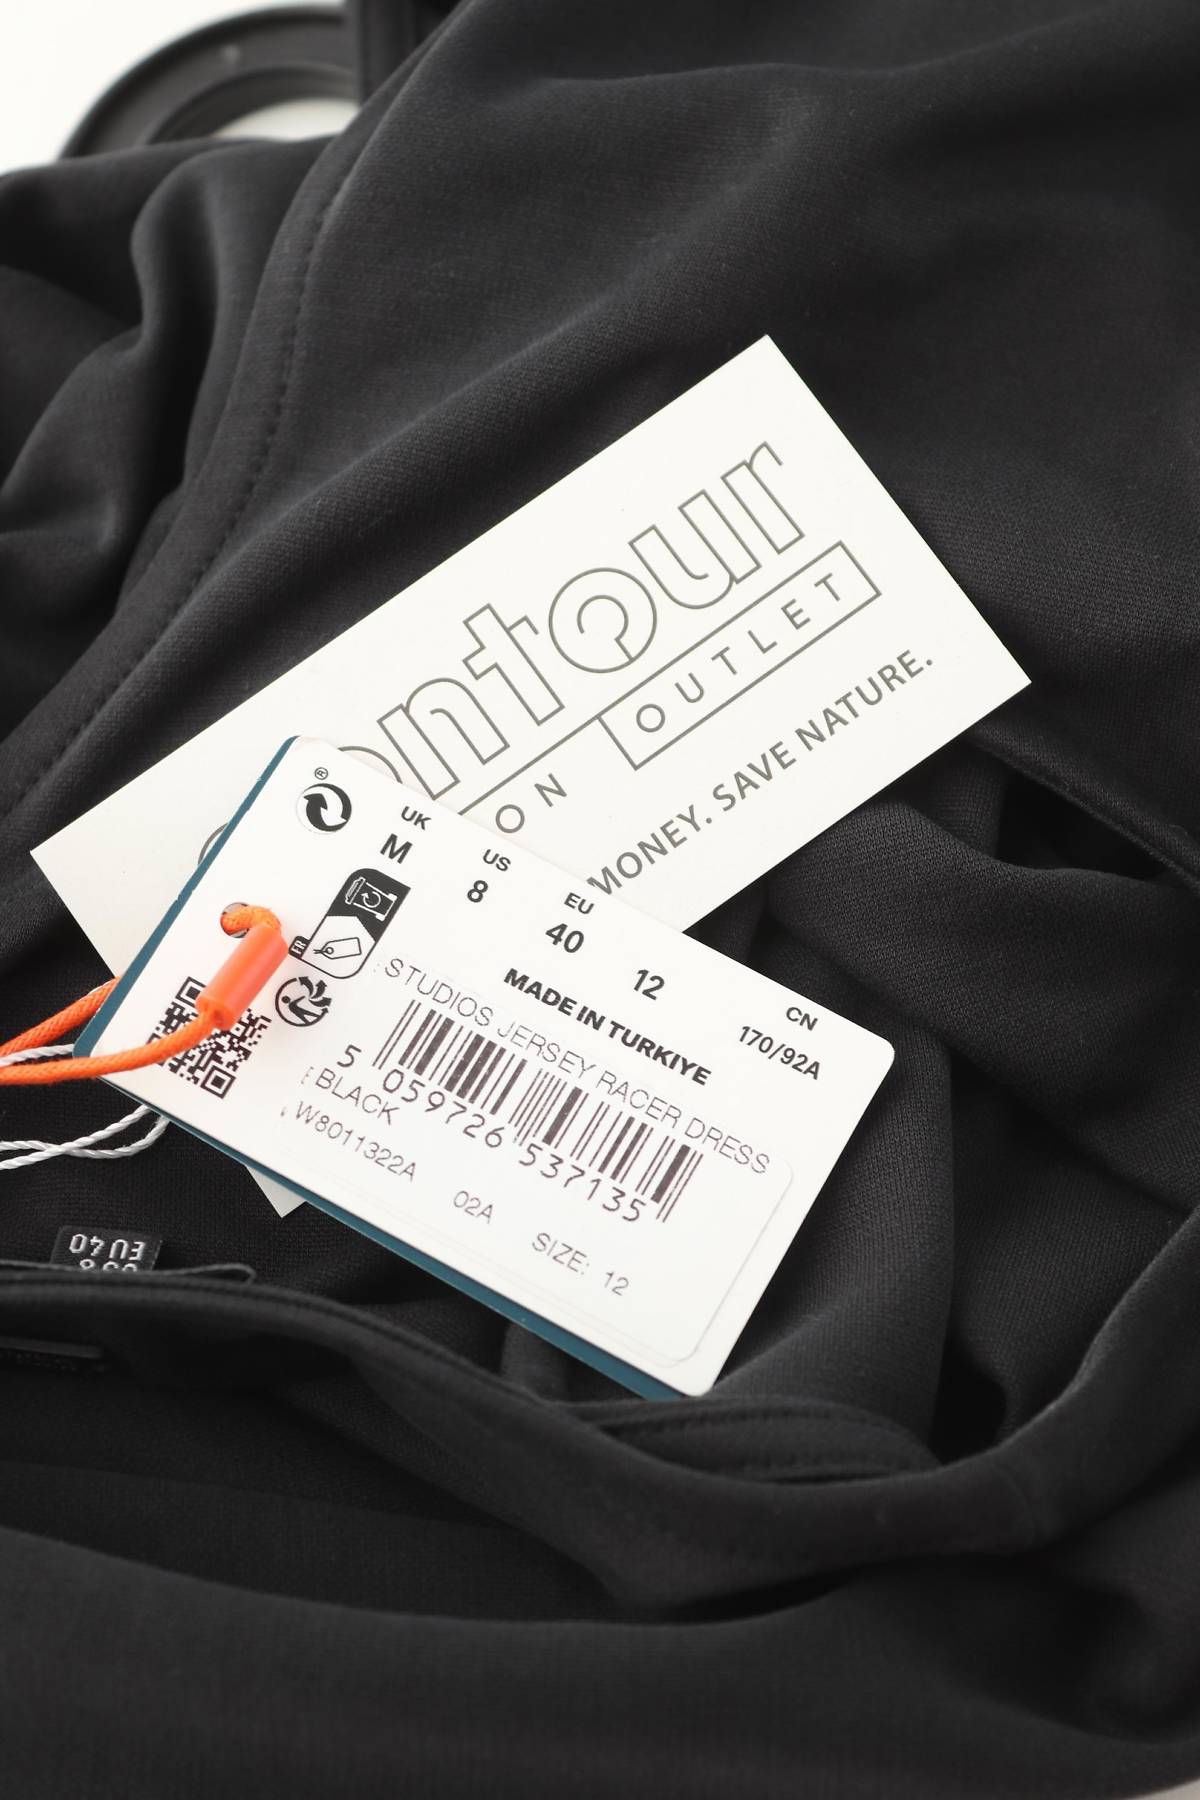 ontour
ON
OUTLET
MONEY. SAVE NATURE.
®
UK
M
US
8
EU
40
12
CN
170/92A
FR
MADE IN TURKIYE
STUDIOS JERSEY RACER DRESS
5 059726 537135
BLACK
W8011322A
02A
SIZE: 12
EU 40